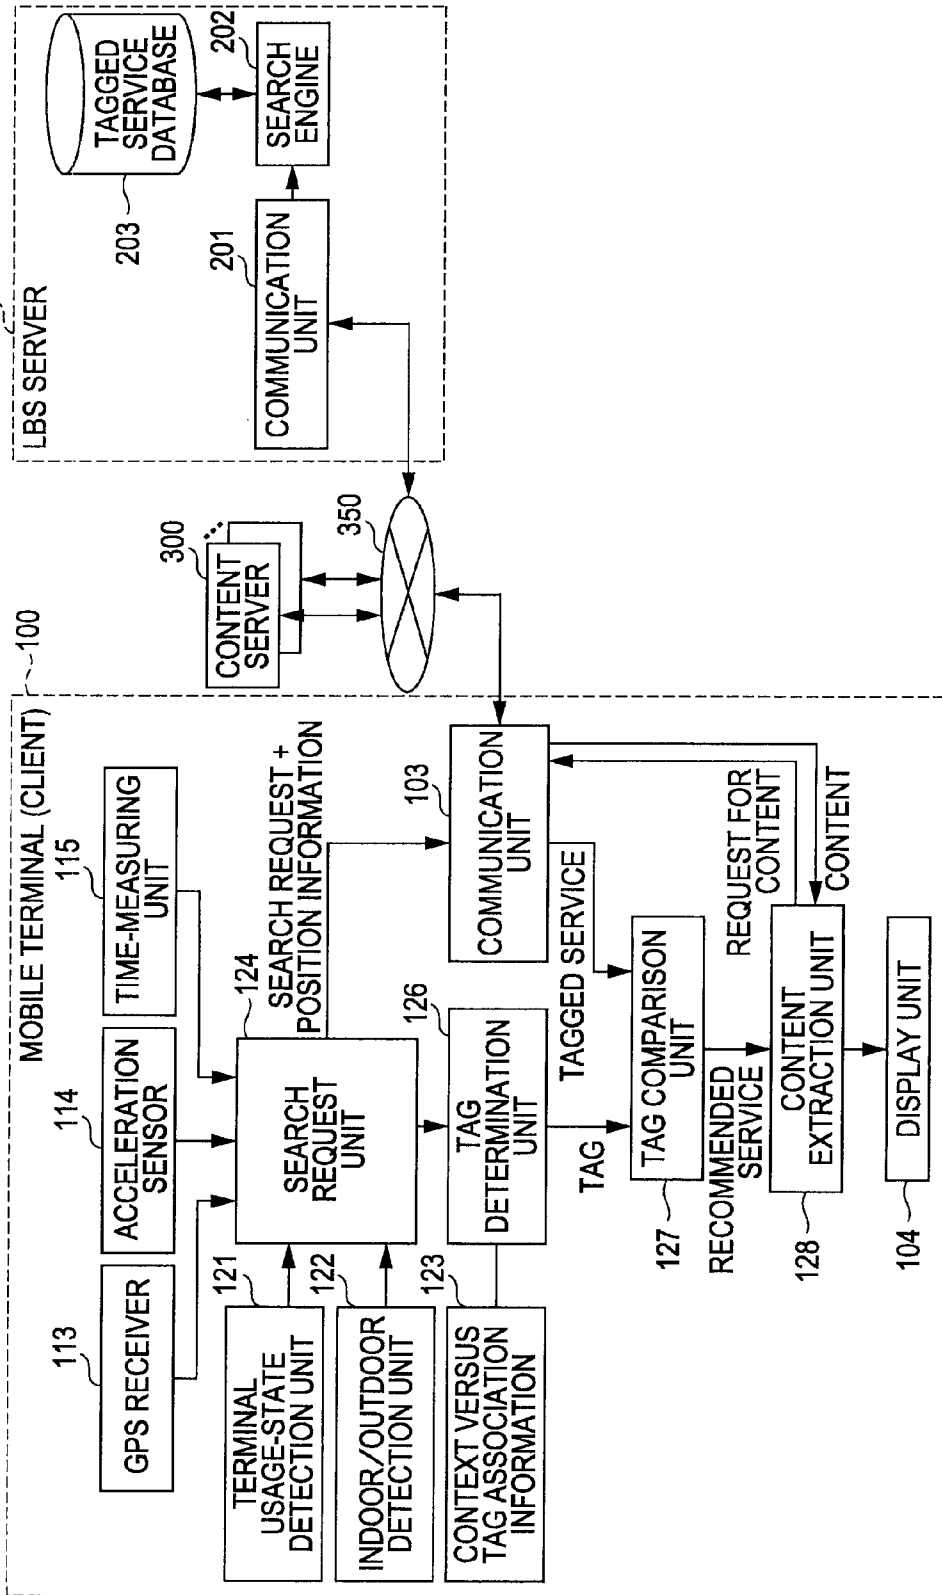 MOBILE TERMINAL (CLIENT)
100
113
GPS RECEIVER
114
ACCELERATION
SENSOR
115
TIME-MEASURING
UNIT
121
TERMINAL
USAGE-STATE
DETECTION UNIT
122
INDOOR/OUTDOOR
DETECTION UNIT
123
CONTEXT VERSUS
TAG ASSOCIATION
INFORMATION
124
SEARCH
REQUEST
UNIT
SEARCH REQUEST +
POSITION INFORMATION
126
TAG
DETERMINATION
UNIT
103
COMMUNICATION
UNIT
TAG
TAGGED SERVICE
127
TAG COMPARISON
UNIT
RECOMMENDED
SERVICE
REQUEST FOR
CONTENT
CONTENT
128
CONTENT
EXTRACTION UNIT
104
DISPLAY UNIT
300
CONTENT
SERVER
350
LBS SERVER
201
COMMUNICATION
UNIT
202
SEARCH
ENGINE
203
TAGGED
SERVICE
DATABASE